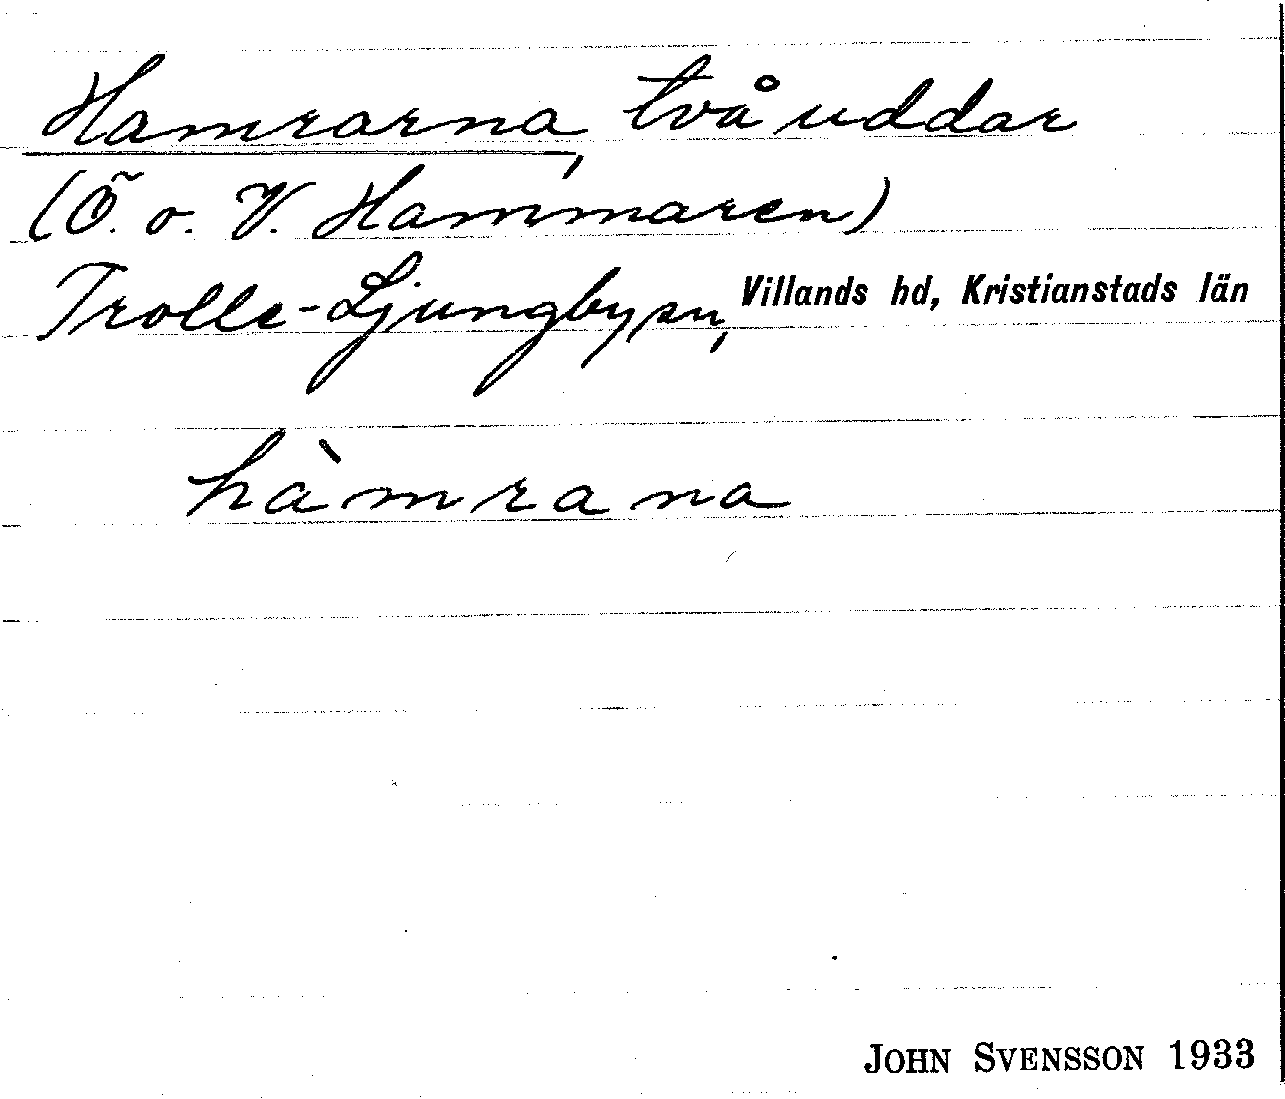 Hamrarna, två uddar
(Ö. o. V. Hammaren)
Trolle-Ljungby sn, Villands hd, Kristianstads län
hàmrana
JOHN SVENSSON 1933